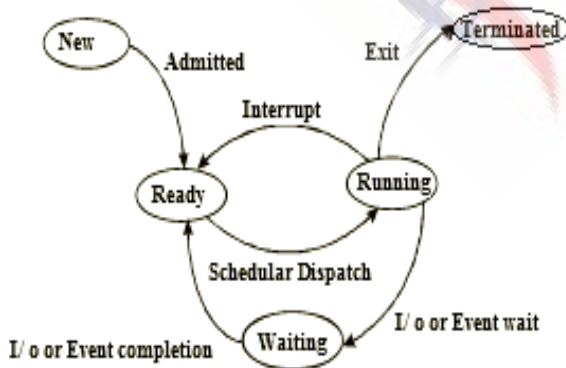 New
Terminated
Admitted
Exit
Interrupt
Ready
Running
Schedular Dispatch
I/ o or Event wait
Waiting
I/ o or Event completion